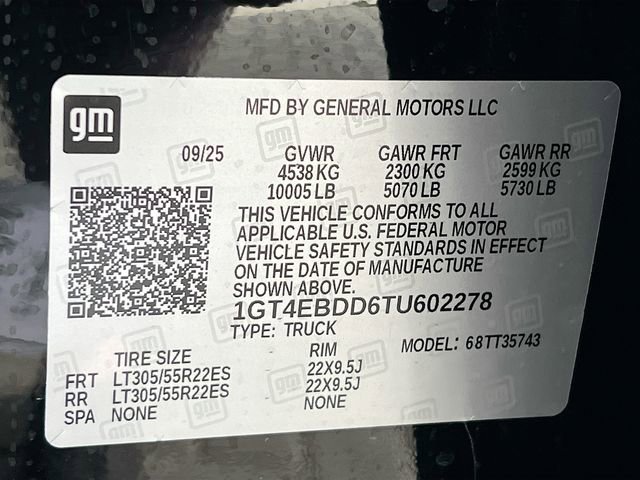 gm
MFD BY GENERAL MOTORS LLC
09/25 GVWR GAWR FRT GAWR RR
4538 KG 2300 KG 2599 KG
10005 LB 5070 LB 5730 LB
THIS VEHICLE CONFORMS TO ALL
APPLICABLE U.S. FEDERAL MOTOR
VEHICLE SAFETY STANDARDS IN EFFECT
ON THE DATE OF MANUFACTURE
SHOWN ABOVE.
1GT4EBDD6TU602278
TYPE: TRUCK MODEL: 68TT35743
TIRE SIZE RIM
FRT LT305/55R22ES 22X9.5J
RR LT305/55R22ES 22X9.5J
SPA NONE NONE